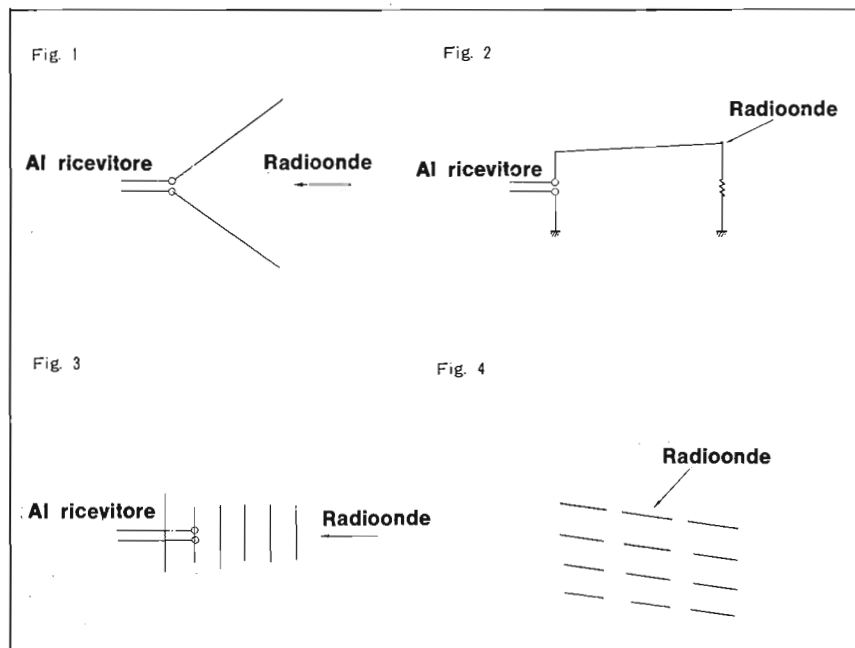 Fig. 1
Fig. 2
Al ricevitore
Radioonde
Radioonde
Al ricevitore
Fig. 3
Fig. 4
Al ricevitore
Radioonde
Radioonde